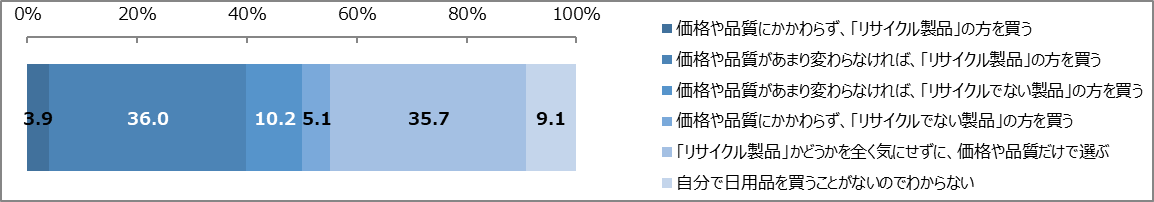 0% 20% 40% 60% 80% 100%
3.9 36.0 10.2 5.1 35.7 9.1
価格や品質にかかわらず、「リサイクル製品」の方を買う
価格や品質があまり変わらなければ、「リサイクル製品」の方を買う
価格や品質があまり変わらなければ、「リサイクルでない製品」の方を買う
価格や品質にかかわらず、「リサイクルでない製品」の方を買う
「リサイクル製品」かどうかを全く気にせずに、価格や品質だけで選ぶ
自分で日用品を買うことがないのでわからない